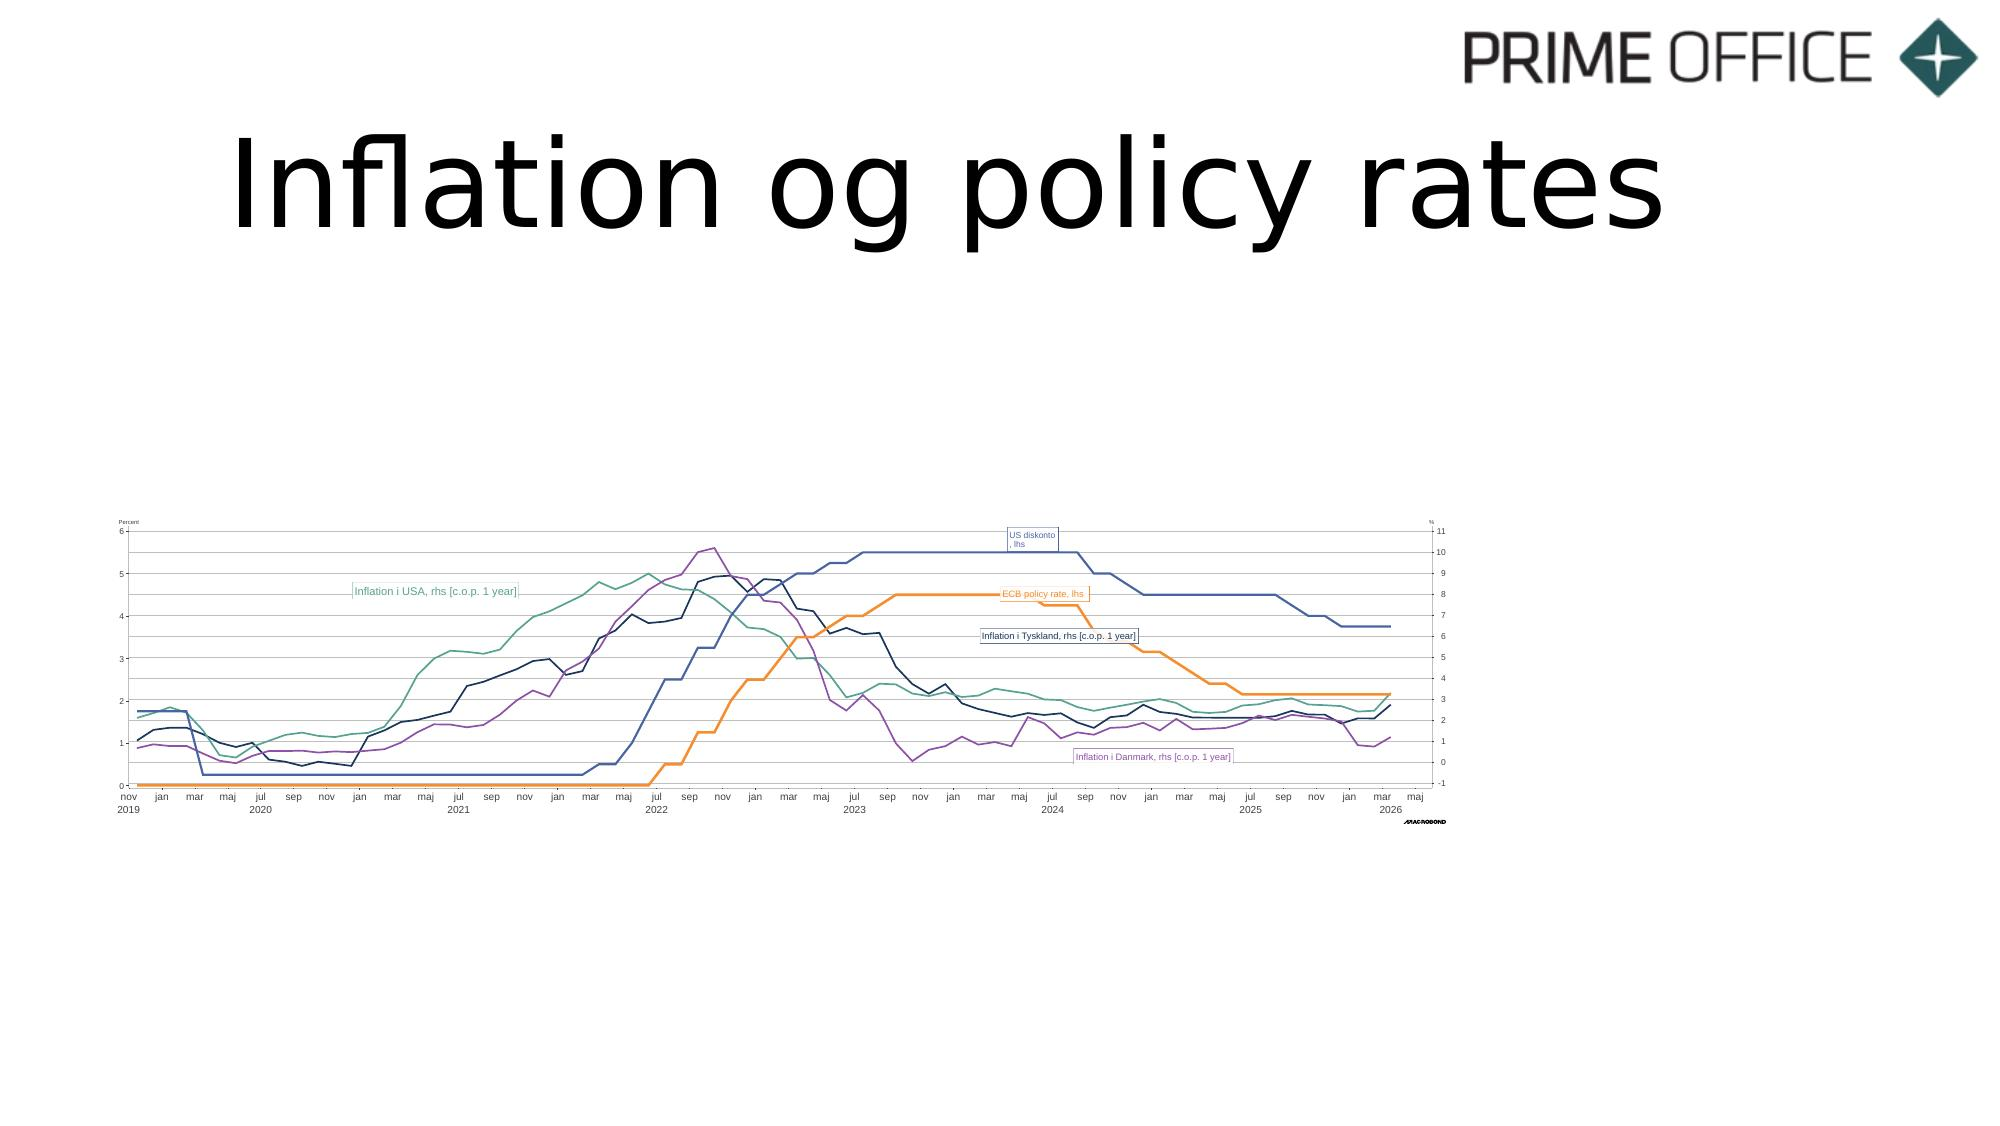 PRIME OFFICE
Inflation og policy rates
Percent
%
6
5
4
3
2
1
0
11
10
9
8
7
6
5
4
3
2
1
0
-1
US diskonto
, lhs
Inflation i USA, rhs [c.o.p. 1 year]
ECB policy rate, lhs
Inflation i Tyskland, rhs [c.o.p. 1 year]
Inflation i Danmark, rhs [c.o.p. 1 year]
nov jan mar maj jul sep nov jan mar maj jul sep nov jan mar maj jul sep nov jan mar maj jul sep nov jan mar maj jul sep nov jan mar maj jul sep nov jan mar maj
2019 2020 2021 2022 2023 2024 2025 2026
MACROBOND